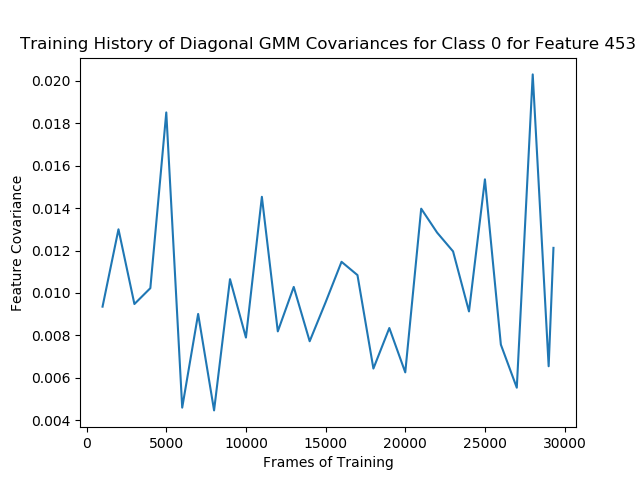 Training History of Diagonal GMM Covariances for Class 0 for Feature 453
0.020
0.018
0.016
0.014
0.012
0.010
0.008
0.006
0.004
Feature Covariance
0 5000 10000 15000 20000 25000 30000
Frames of Training